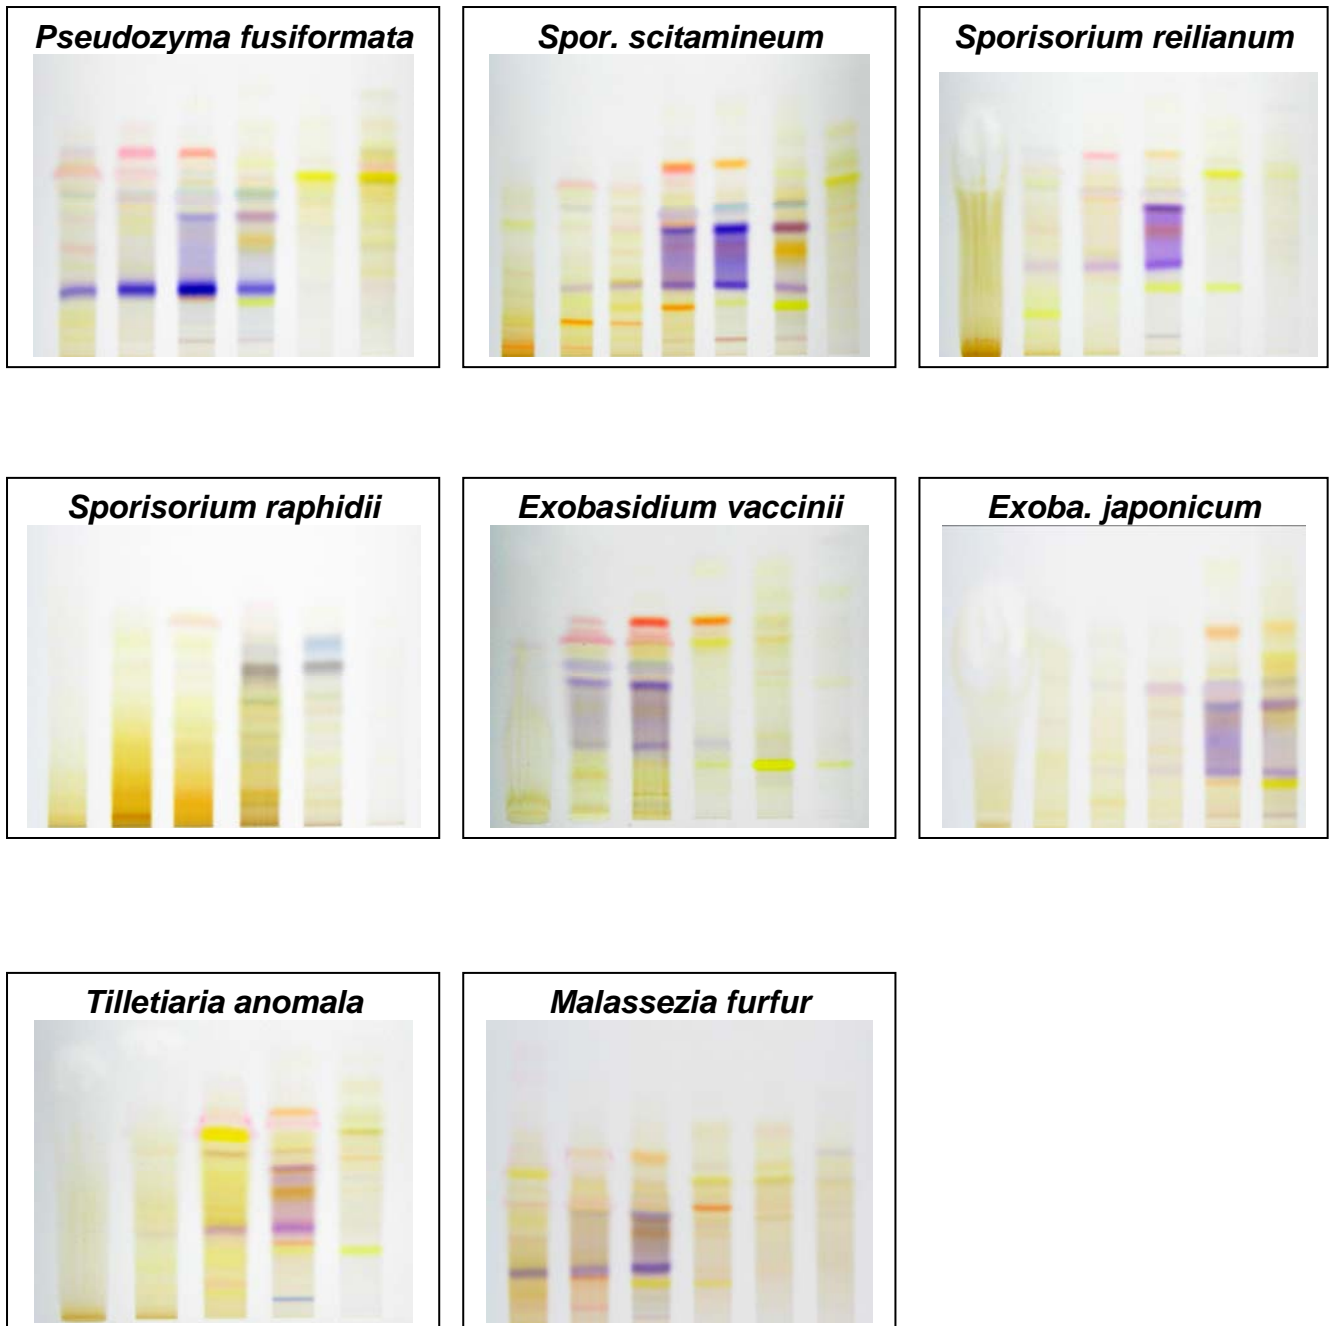 Pseudozyma fusiformata
Spor. scitamineum
Sporisorium reilianum
Sporisorium raphidii
Exobasidium vaccinii
Exoba. japonicum
Tilletiaria anomala
Malassezia furfur